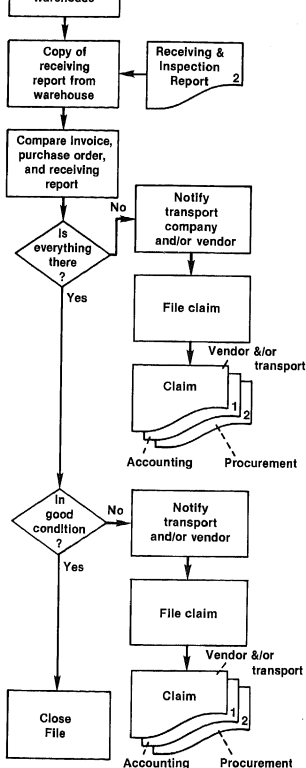 warehouse
Copy of
receiving
report from
warehouse
Receiving &
Inspection
Report
2
Compare invoice,
purchase order,
and receiving
report
Is
everything
there
?
No
Yes
Notify
transport
company
and/or vendor
File claim
Vendor &/or
transport
Claim
1
2
Accounting
Procurement
In
good
condition
?
No
Yes
Notify
transport
and/or vendor
File claim
Vendor &/or
transport
Claim
1
2
Close
File
Accounting
Procurement